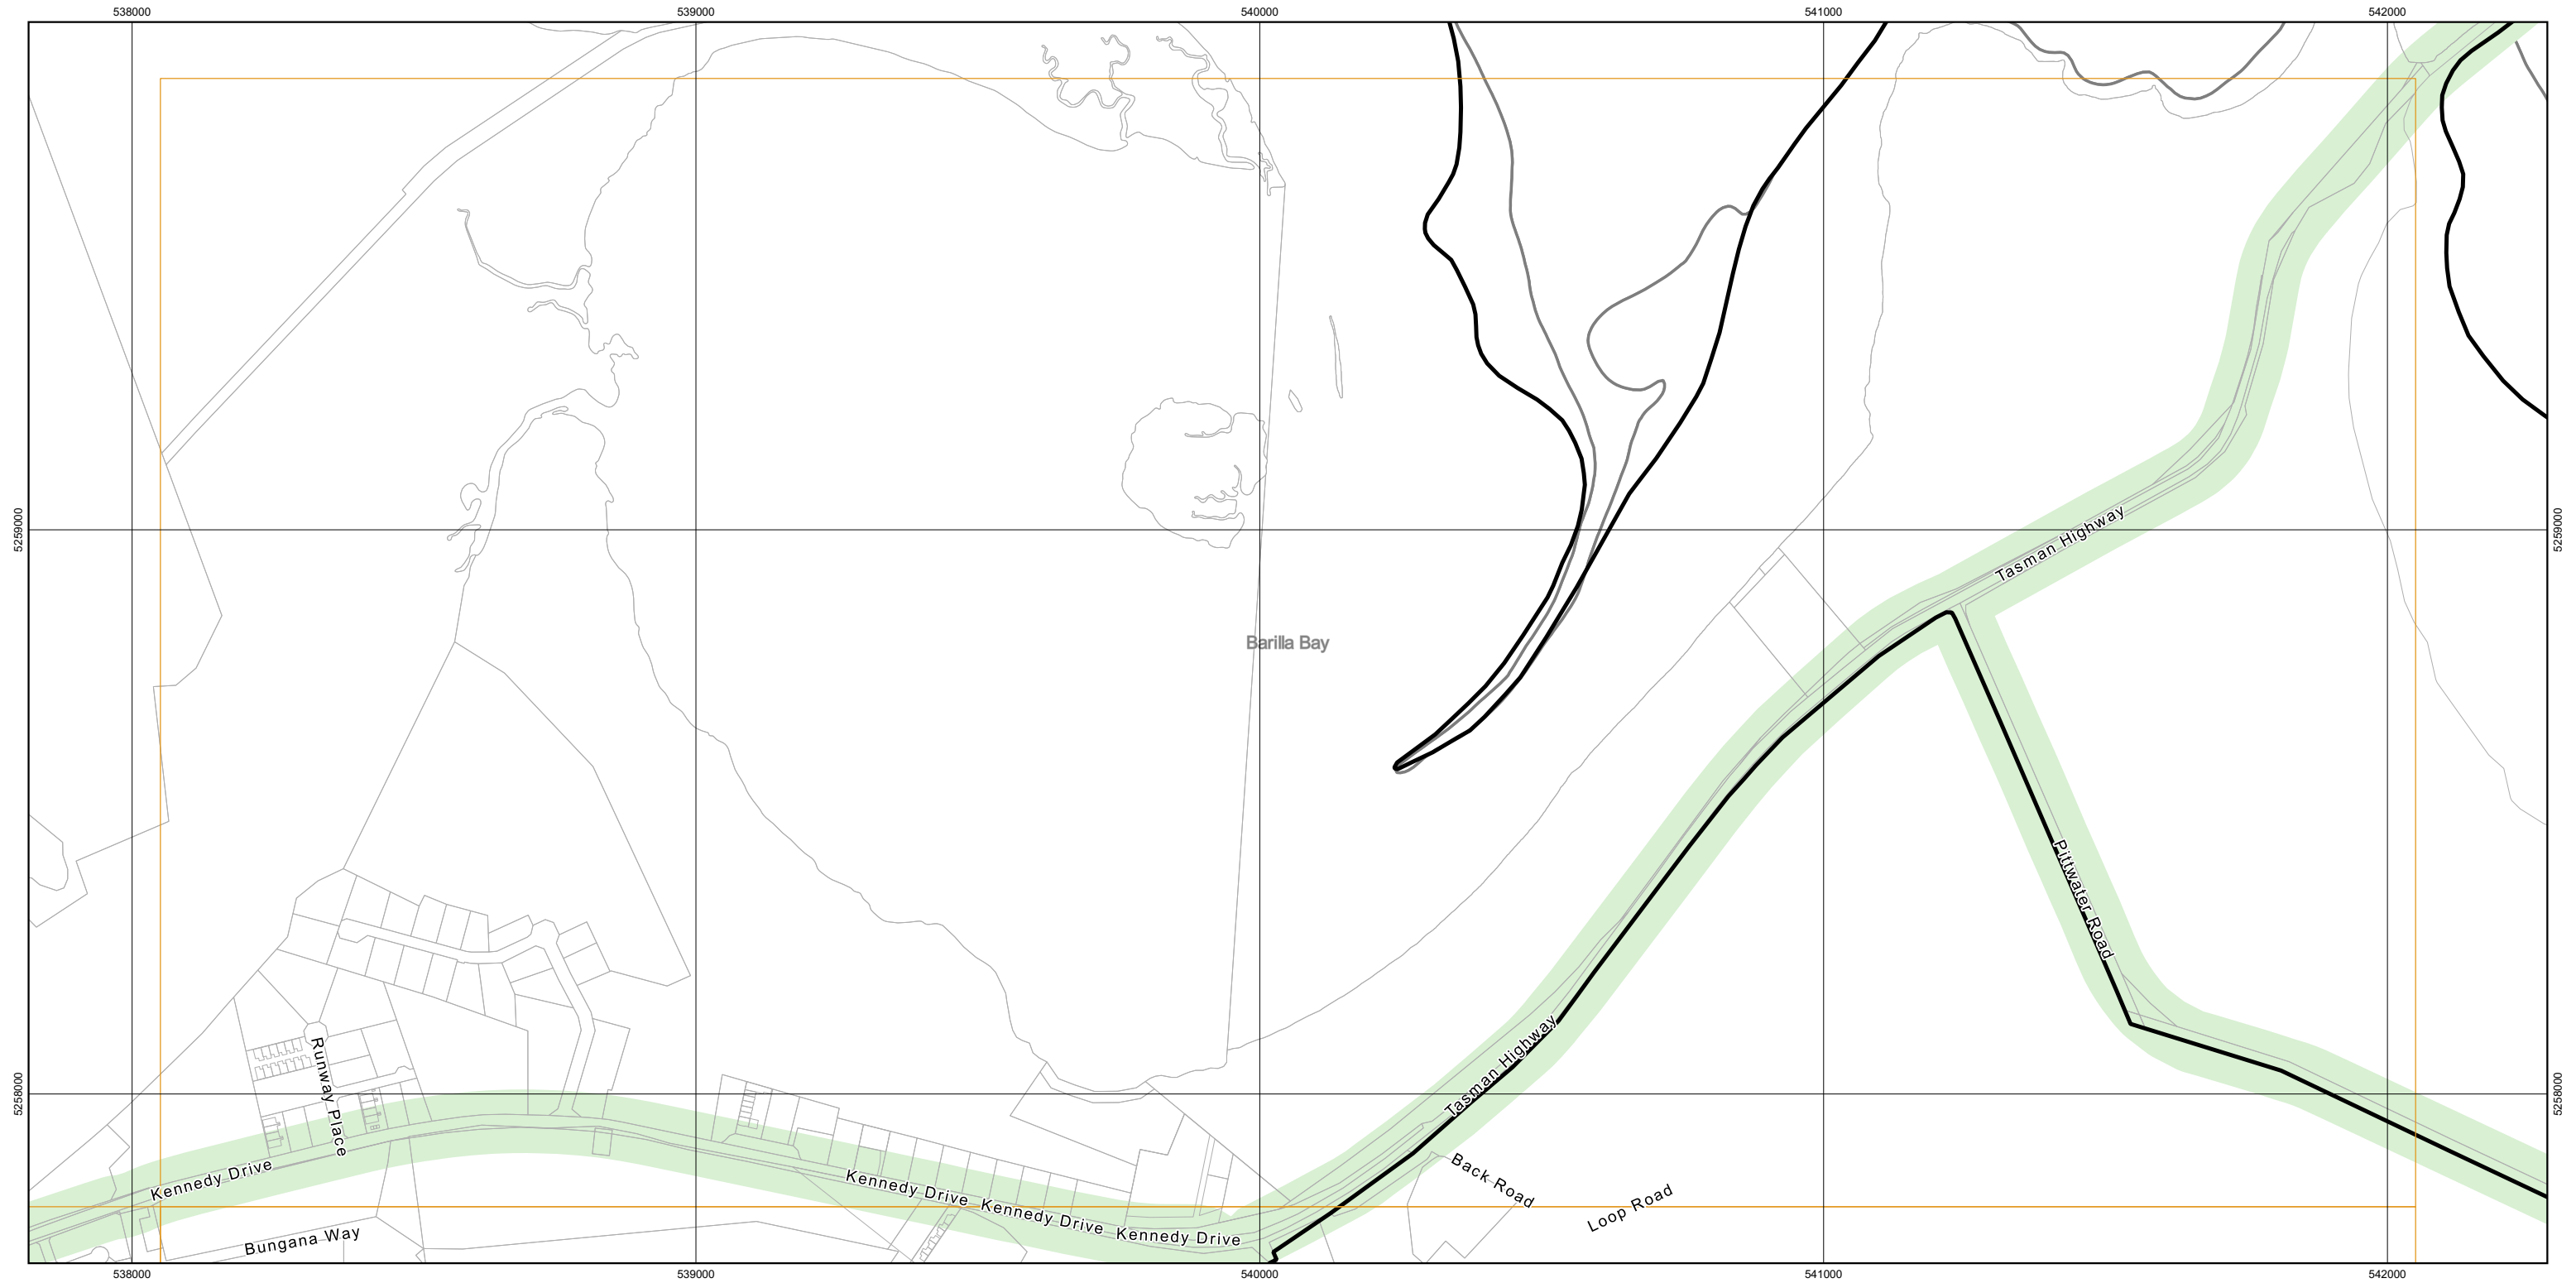 538000
539000
540000
541000
542000
5259000
5259000
Tasman Highway
Barilla Bay
Pittwater Road
Tasman Highway
5258000
5258000
Runway Place
Kennedy Drive
Kennedy Drive
Kennedy Drive
Kennedy Drive
Back Road
Loop Road
Bungana Way
538000
539000
540000
541000
542000